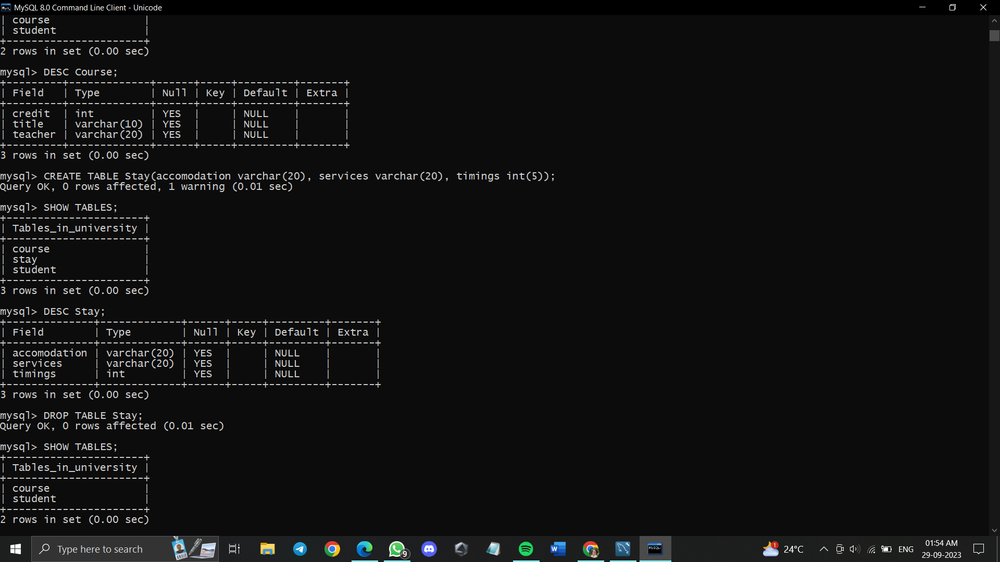 MySQL 8.0 Command Line Client - Unicode
| course               |
| student              |
+----------------------+
2 rows in set (0.00 sec)
mysql> DESC Course;
+---------+-------------+------+-----+---------+-------+
| Field   | Type        | Null | Key | Default | Extra |
+---------+-------------+------+-----+---------+-------+
| credit  | int         | YES  |     | NULL    |       |
| title   | varchar(10) | YES  |     | NULL    |       |
| teacher | varchar(20) | YES  |     | NULL    |       |
+---------+-------------+------+-----+---------+-------+
3 rows in set (0.00 sec)
mysql> CREATE TABLE Stay(accomodation varchar(20), services varchar(20), timings int(5));
Query OK, 0 rows affected, 1 warning (0.01 sec)
mysql> SHOW TABLES;
+----------------------+
| Tables_in_university |
+----------------------+
| course               |
| stay                 |
| student              |
+----------------------+
3 rows in set (0.00 sec)
mysql> DESC Stay;
+--------------+-------------+------+-----+---------+-------+
| Field        | Type        | Null | Key | Default | Extra |
+--------------+-------------+------+-----+---------+-------+
| accomodation | varchar(20) | YES  |     | NULL    |       |
| services     | varchar(20) | YES  |     | NULL    |       |
| timings      | int         | YES  |     | NULL    |       |
+--------------+-------------+------+-----+---------+-------+
3 rows in set (0.00 sec)
mysql> DROP TABLE Stay;
Query OK, 0 rows affected (0.01 sec)
mysql> SHOW TABLES;
+----------------------+
| Tables_in_university |
+----------------------+
| course               |
| student              |
+----------------------+
2 rows in set (0.00 sec)
Type here to search
9
W
MySQL
1
24°C
ENG
01:54 AM
29-09-2023